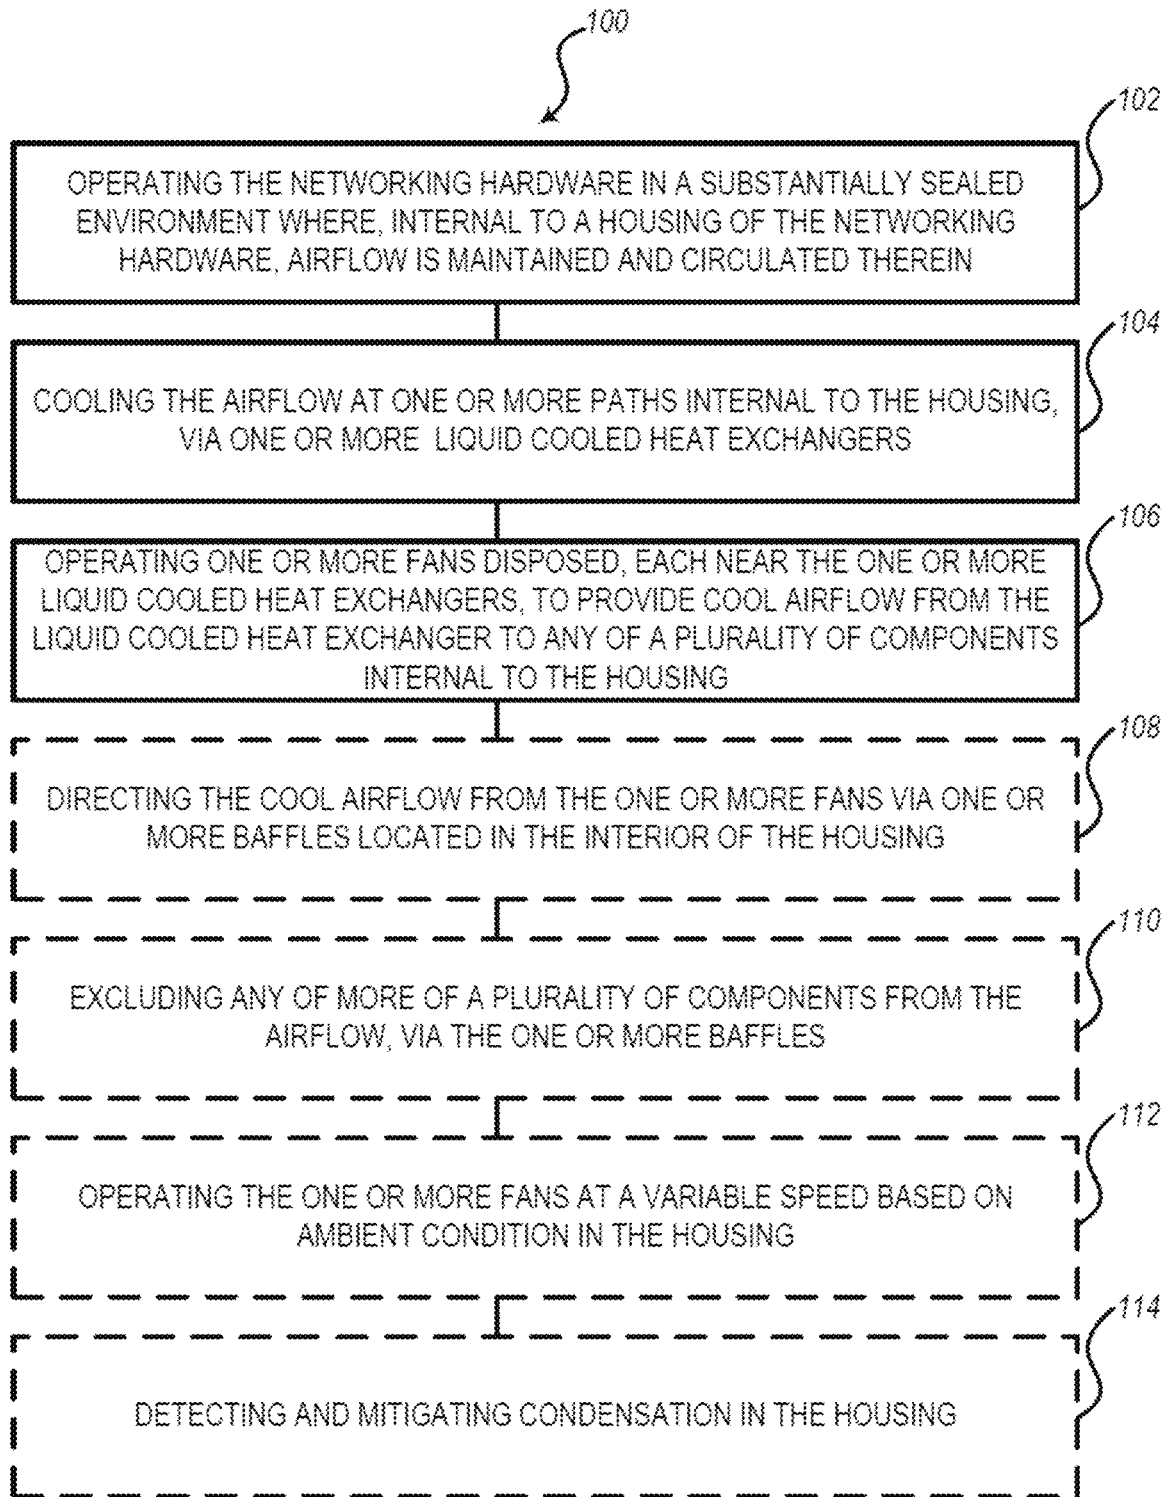 100
102
OPERATING THE NETWORKING HARDWARE IN A SUBSTANTIALLY SEALED
ENVIRONMENT WHERE, INTERNAL TO A HOUSING OF THE NETWORKING
HARDWARE, AIRFLOW IS MAINTAINED AND CIRCULATED THEREIN
104
COOLING THE AIRFLOW AT ONE OR MORE PATHS INTERNAL TO THE HOUSING,
VIA ONE OR MORE LIQUID COOLED HEAT EXCHANGERS
106
OPERATING ONE OR MORE FANS DISPOSED, EACH NEAR THE ONE OR MORE
LIQUID COOLED HEAT EXCHANGERS, TO PROVIDE COOL AIRFLOW FROM THE
LIQUID COOLED HEAT EXCHANGER TO ANY OF A PLURALITY OF COMPONENTS
INTERNAL TO THE HOUSING
108
DIRECTING THE COOL AIRFLOW FROM THE ONE OR MORE FANS VIA ONE OR
MORE BAFFLES LOCATED IN THE INTERIOR OF THE HOUSING
110
EXCLUDING ANY OF MORE OF A PLURALITY OF COMPONENTS FROM THE
AIRFLOW, VIA THE ONE OR MORE BAFFLES
112
OPERATING THE ONE OR MORE FANS AT A VARIABLE SPEED BASED ON
AMBIENT CONDITION IN THE HOUSING
114
DETECTING AND MITIGATING CONDENSATION IN THE HOUSING